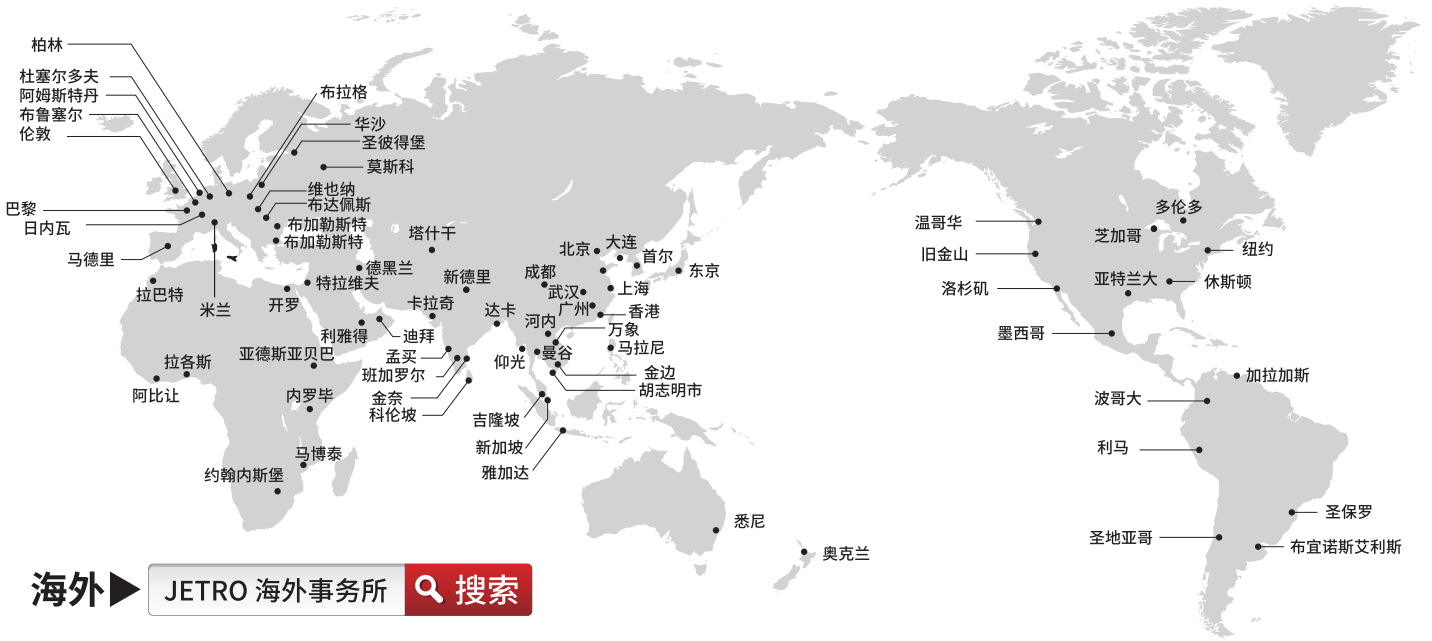 柏林
杜塞尔多夫
阿姆斯特丹
布鲁塞尔
伦敦
巴黎
日内瓦
马德里
拉巴特
米兰
布拉格
华沙
圣彼得堡
莫斯科
维也纳
布达佩斯
布加勒斯特
布加勒斯特
塔什干
德黑兰
特拉维夫
开罗
利雅得
迪拜
卡拉奇
新德里
达卡
成都
武汉
广州
北京
大连
首尔
东京
上海
香港
河内
万象
马拉尼
曼谷
仰光
金边
胡志明市
孟买
班加罗尔
金奈
科伦坡
吉隆坡
新加坡
雅加达
亚德斯亚贝巴
拉各斯
阿比让
内罗毕
马博泰
约翰内斯堡
悉尼
奥克兰
温哥华
旧金山
洛杉矶
墨西哥
多伦多
芝加哥
纽约
亚特兰大
休斯顿
加拉加斯
波哥大
利马
圣保罗
圣地亚哥
布宜诺斯艾利斯
海外▶ JETRO 海外事务所 搜索